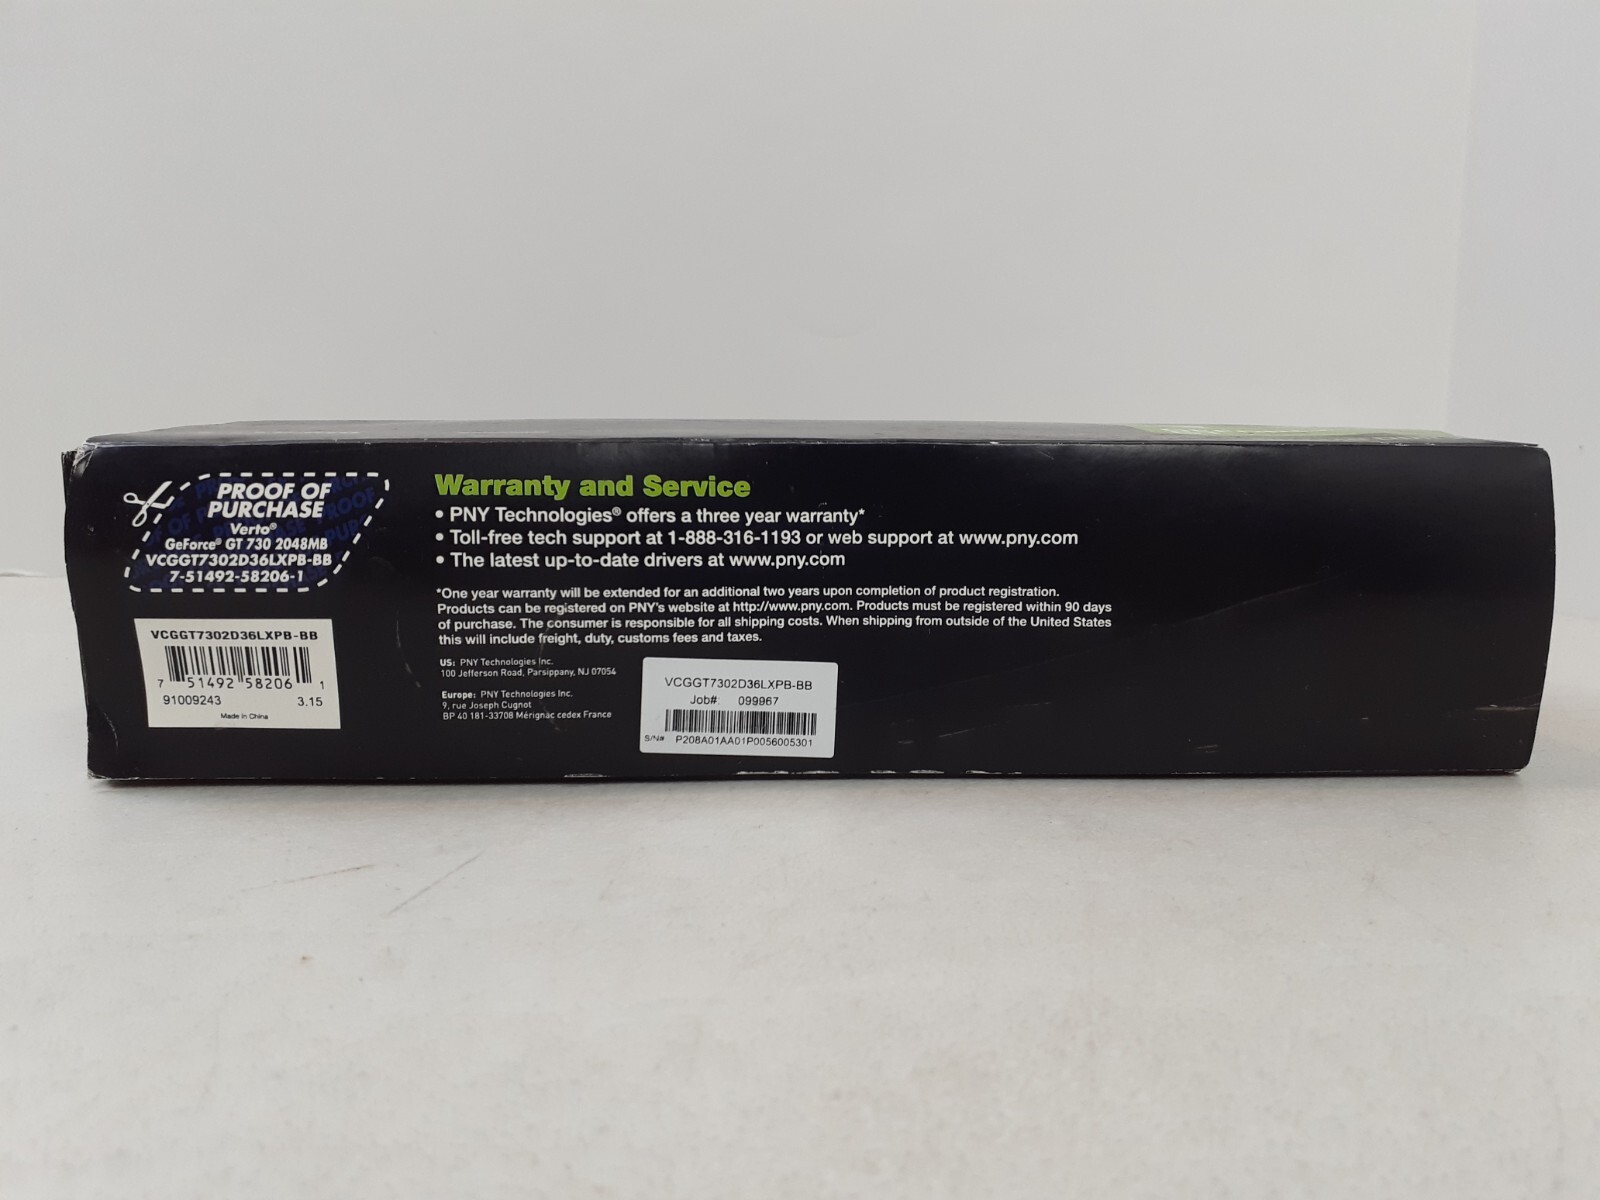 PROOF OF
PURCHASE
Verto®
GeForce® GT 730 2048MB
VCGGT7302D36LXPB-BB
7-51492-58206-1
VCGGT7302D36LXPB-BB
7 51492 58206 1
91009243 3.15
Made in China
Warranty and Service
• PNY Technologies® offers a three year warranty*
• Toll-free tech support at 1-888-316-1193 or web support at www.pny.com
• The latest up-to-date drivers at www.pny.com
*One year warranty will be extended for an additional two years upon completion of product registration.
Products can be registered on PNY's website at http://www.pny.com. Products must be registered within 90 days
of purchase. The consumer is responsible for all shipping costs. When shipping from outside of the United States
this will include freight, duty, customs fees and taxes.
US: PNY Technologies Inc.
100 Jefferson Road, Parsippany, NJ 07054
Europe: PNY Technologies Inc.
9, rue Joseph Cugnot
BP 40 181-33708 Mérignac cedex France
VCGGT7302D36LXPB-BB
Job#: 099967
S/N# P208A01AA01P0056005301